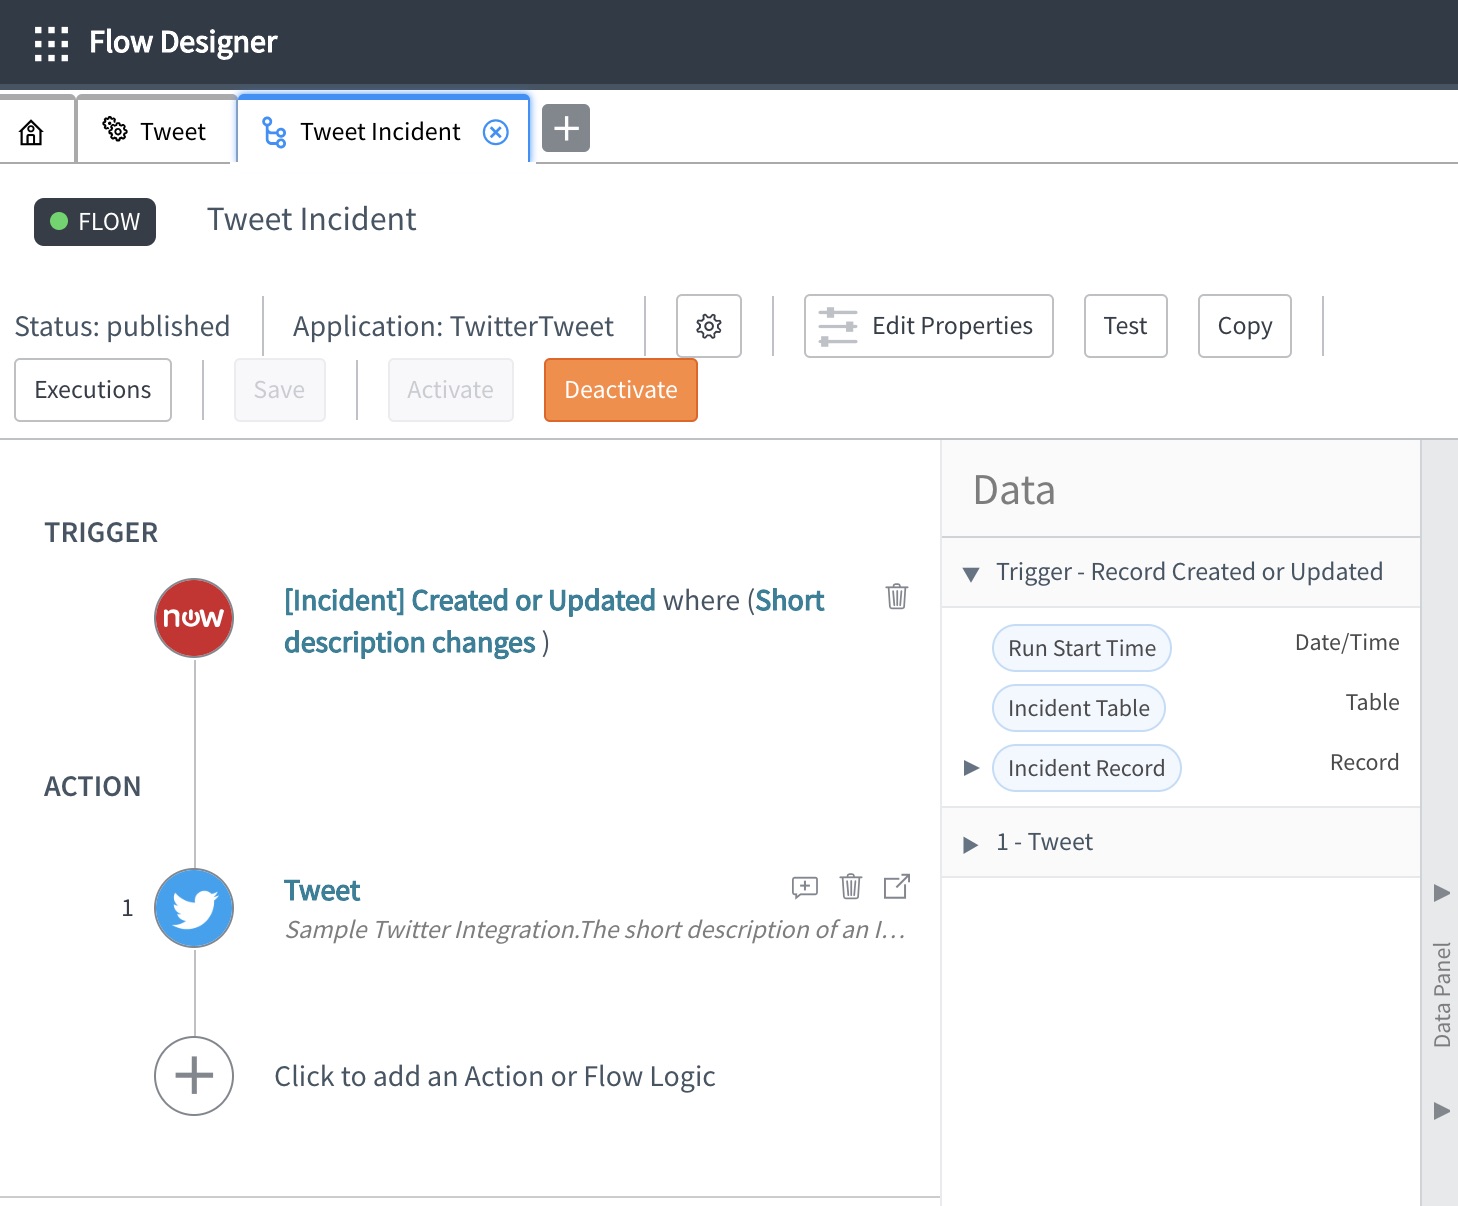 Flow Designer
Tweet
Tweet Incident
FLOW
Tweet Incident
Status: published
Application: TwitterTweet
Edit Properties
Test
Copy
Executions
Save
Activate
Deactivate
TRIGGER
now
[Incident] Created or Updated where (Short
description changes )
ACTION
1
Tweet
Sample Twitter Integration.The short description of an I...
Click to add an Action or Flow Logic
Data
Trigger - Record Created or Updated
Run Start Time
Date/Time
Incident Table
Table
Incident Record
Record
1 - Tweet
Data Panel